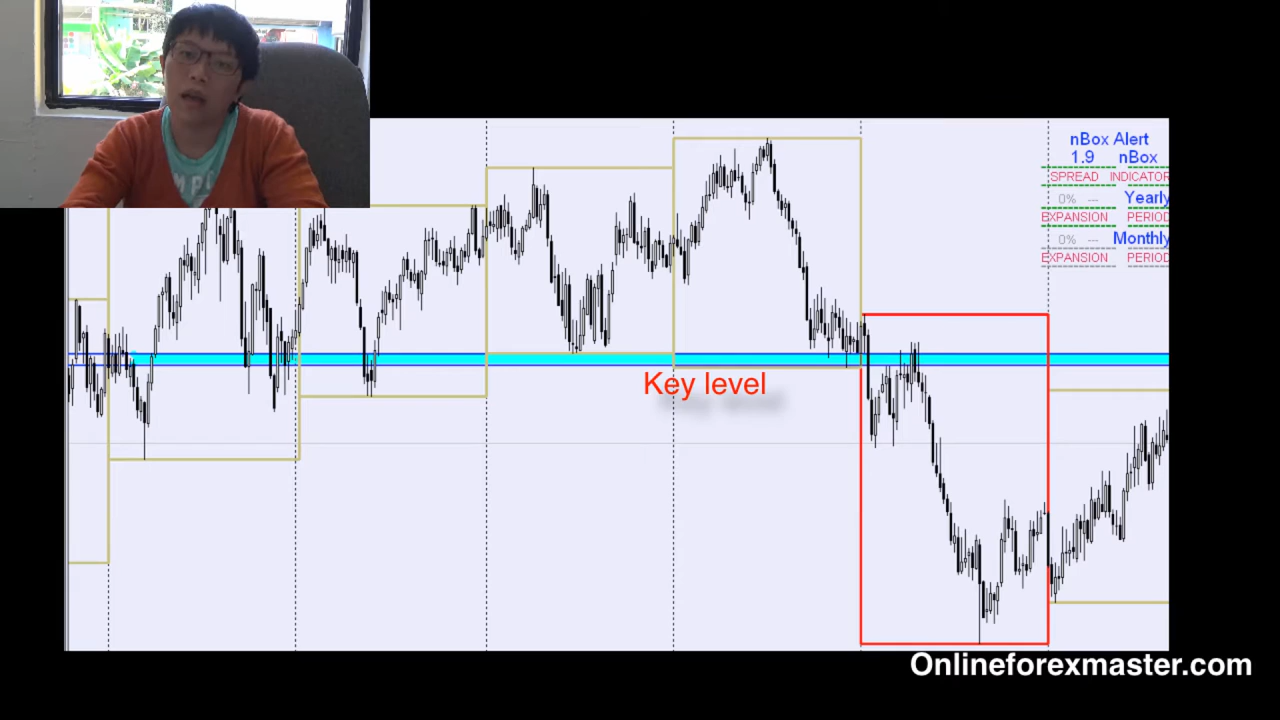 nBox Alert
1.9 nBox
SPREAD INDICATOR
0% --- Yearly
EXPANSION PERIOD
0% --- Monthly
EXPANSION PERIOD
Key level
Onlineforexmaster.com